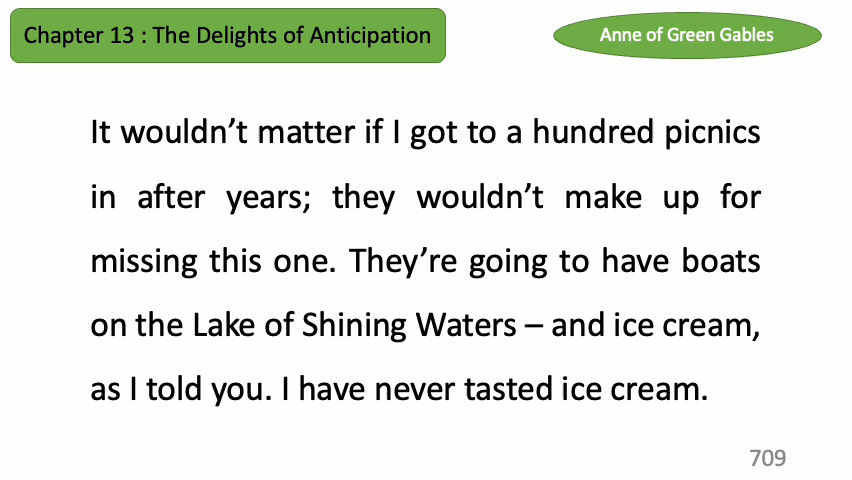 Chapter 13 : The Delights of Anticipation
Anne of Green Gables
It wouldn’t matter if I got to a hundred picnics
in after years; they wouldn’t make up for
missing this one. They’re going to have boats
on the Lake of Shining Waters – and ice cream,
as I told you. I have never tasted ice cream.
709